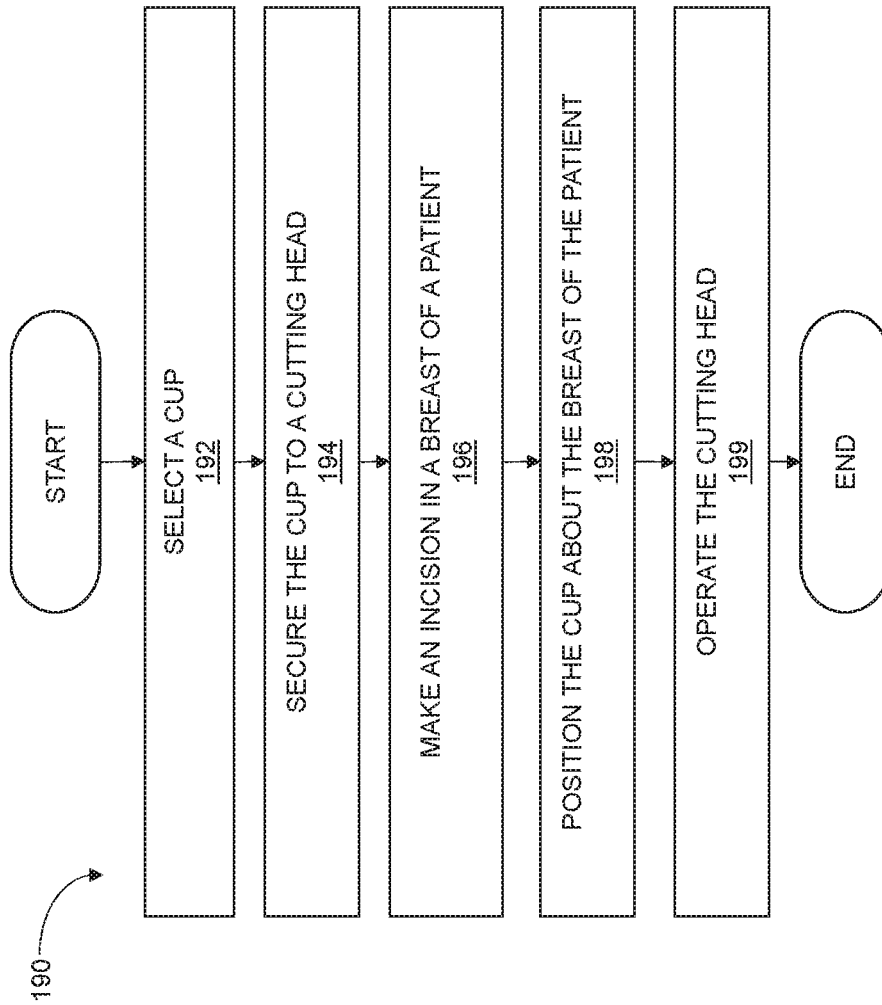 190
START
SELECT A CUP
192
SECURE THE CUP TO A CUTTING HEAD
194
MAKE AN INCISION IN A BREAST OF A PATIENT
196
POSITION THE CUP ABOUT THE BREAST OF THE PATIENT
198
OPERATE THE CUTTING HEAD
199
END